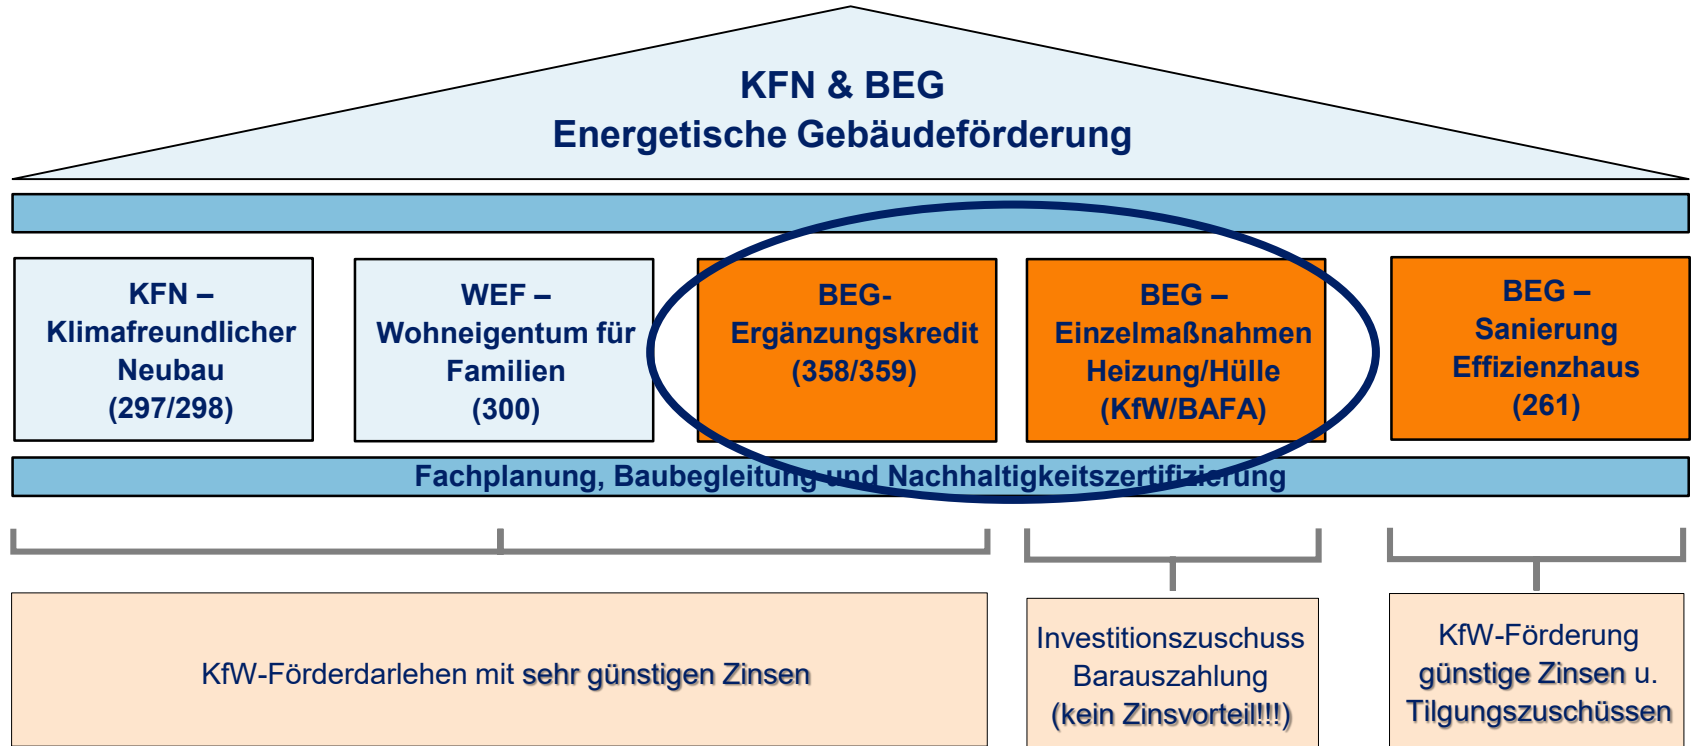 KFN & BEG
Energetische Gebäudeförderung
KFN –
Klimafreundlicher
Neubau
(297/298)
WEF –
Wohneigentum für
Familien
(300)
BEG-
Ergänzungskredit
(358/359)
BEG –
Einzelmaßnahmen
Heizung/Hülle
(KfW/BAFA)
BEG –
Sanierung
Effizienzhaus
(261)
Fachplanung, Baubegleitung und Nachhaltigkeitszertifizierung
KfW-Förderdarlehen mit sehr günstigen Zinsen
Investitionszuschuss
Barauszahlung
(kein Zinsvorteil!!!)
KfW-Förderung
günstige Zinsen u.
Tilgungszuschüssen